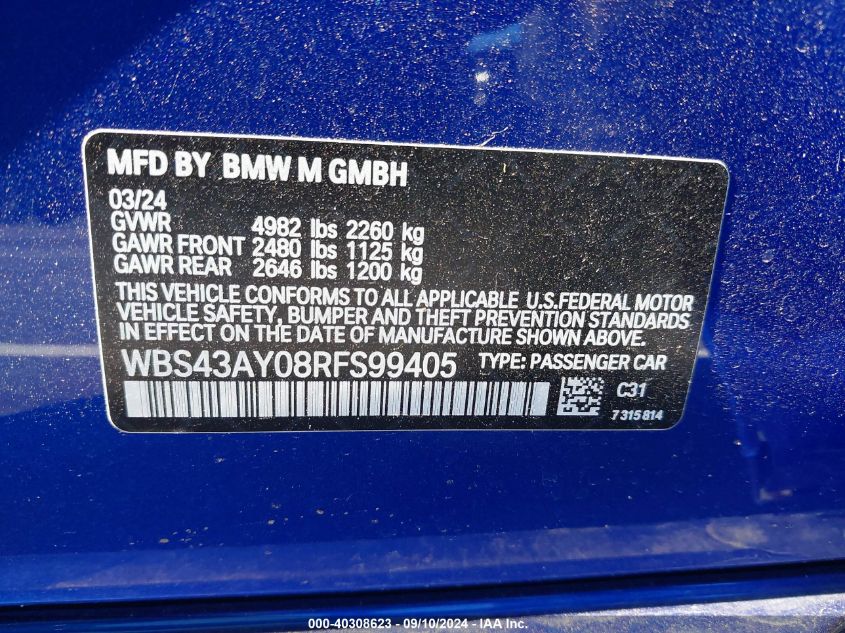 MFD BY BMW M GMBH
03/24
GVWR 4982 lbs 2260 kg
GAWR FRONT 2480 lbs 1125 kg
GAWR REAR 2646 lbs 1200 kg
THIS VEHICLE CONFORMS TO ALL APPLICABLE U.S.FEDERAL MOTOR
VEHICLE SAFETY, BUMPER AND THEFT PREVENTION STANDARDS
IN EFFECT ON THE DATE OF MANUFACTURE SHOWN ABOVE.
WBS43AY08RFS99405 TYPE: PASSENGER CAR
C31
7315814
000-40308623 - 09/10/2024 - IAA Inc.